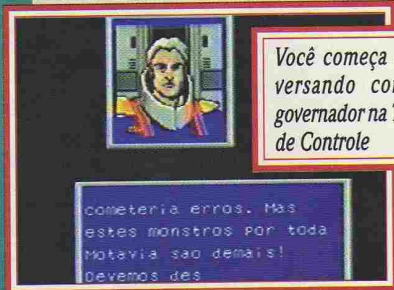 Você começa
versando co
governador na
de Controle
cometeria erros. Mas
estes monstros por toda
Motavia sao demais!
Devemos des